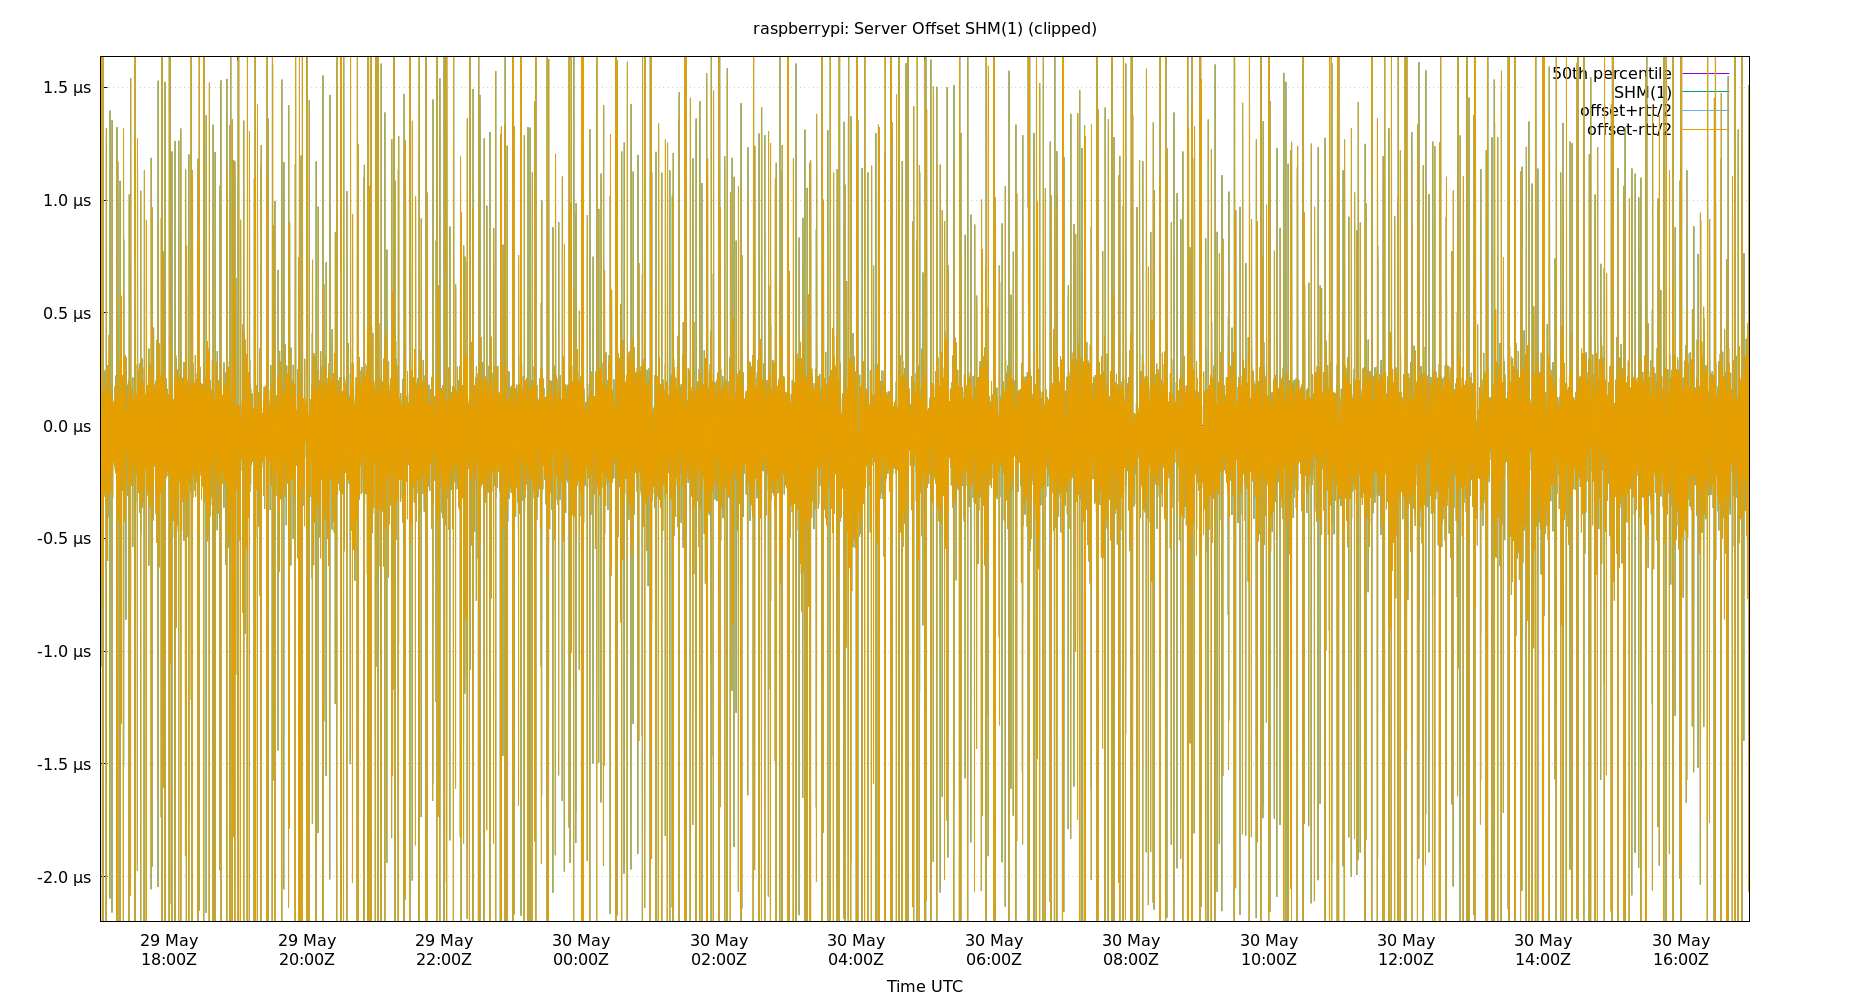 raspberrypi: Server Offset SHM(1) (clipped)
50th percentile
SHM(1)
offset+rtt/2
offset-rtt/2
1.5 µs
1.0 µs
0.5 µs
0.0 µs
-0.5 µs
-1.0 µs
-1.5 µs
-2.0 µs
29 May 29 May 29 May 30 May 30 May 30 May 30 May 30 May 30 May 30 May 30 May 30 May
18:00Z 20:00Z 22:00Z 00:00Z 02:00Z 04:00Z 06:00Z 08:00Z 10:00Z 12:00Z 14:00Z 16:00Z
Time UTC